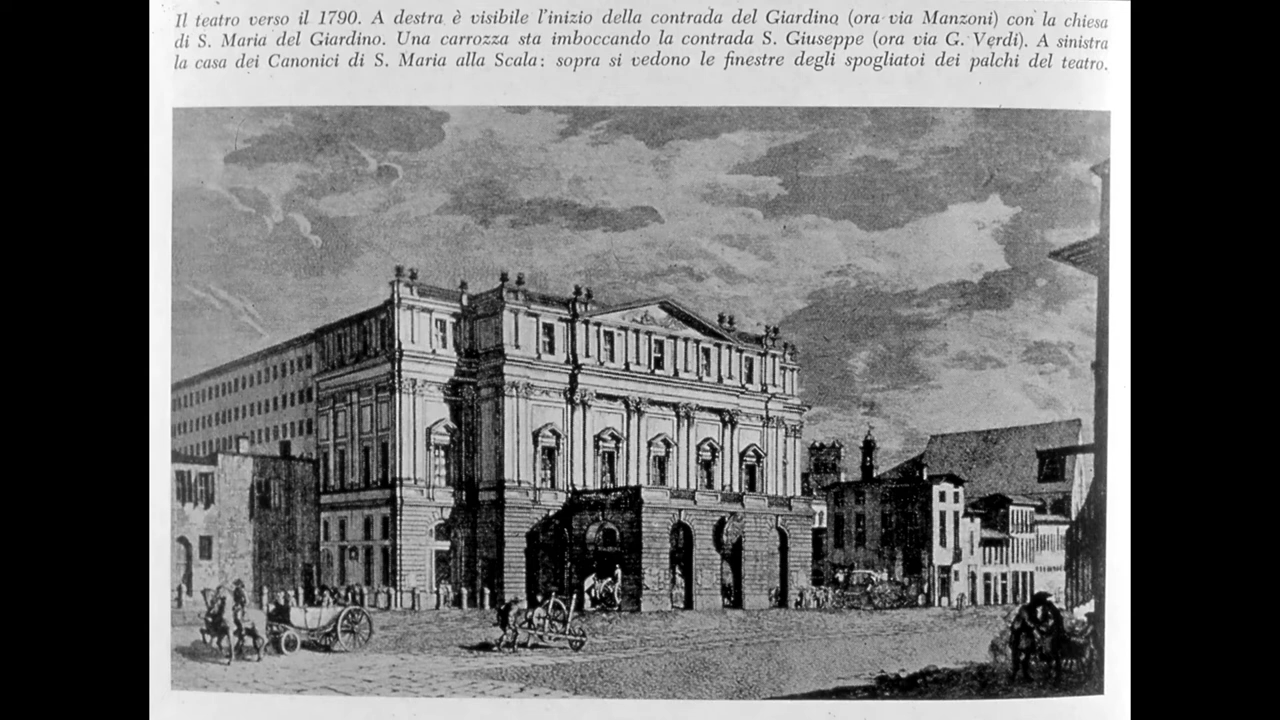 Il teatro verso il 1790. A destra è visibile l'inizio della contrada del Giardino (ora via Manzoni) con la chiesa
di S. Maria del Giardino. Una carrozza sta imboccando la contrada S. Giuseppe (ora via G. Verdi). A sinistra
la casa dei Canonici di S. Maria alla Scala: sopra si vedono le finestre degli spogliatoi dei palchi del teatro.